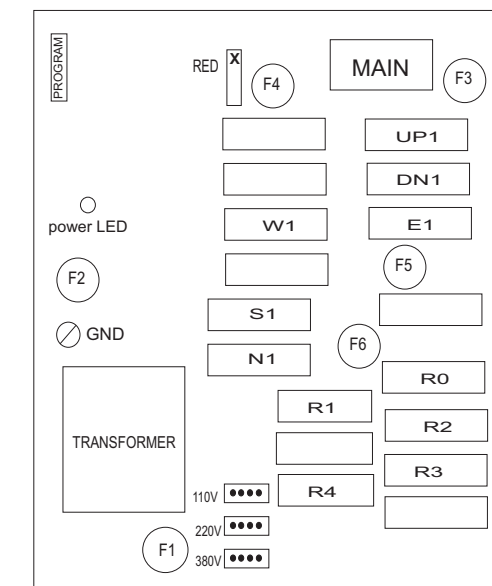 PROGRAM
RED
X
F4
MAIN
F3
UP1
DN1
power LED
W1
E1
F2
F5
GND
S1
F6
N1
R0
R1
R2
TRANSFORMER
R3
110V
R4
220V
F1
380V